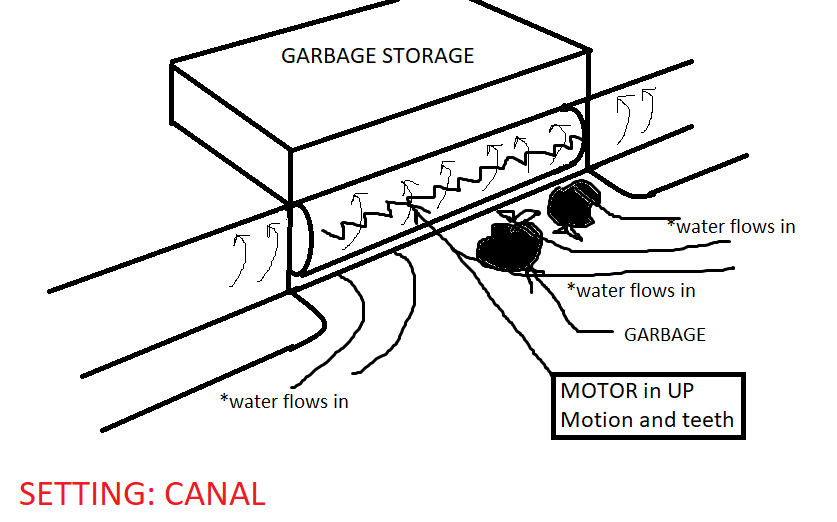 GARBAGE STORAGE
*water flows in
*water flows in
GARBAGE
MOTOR in UP
Motion and teeth
*water flows in
SETTING: CANAL